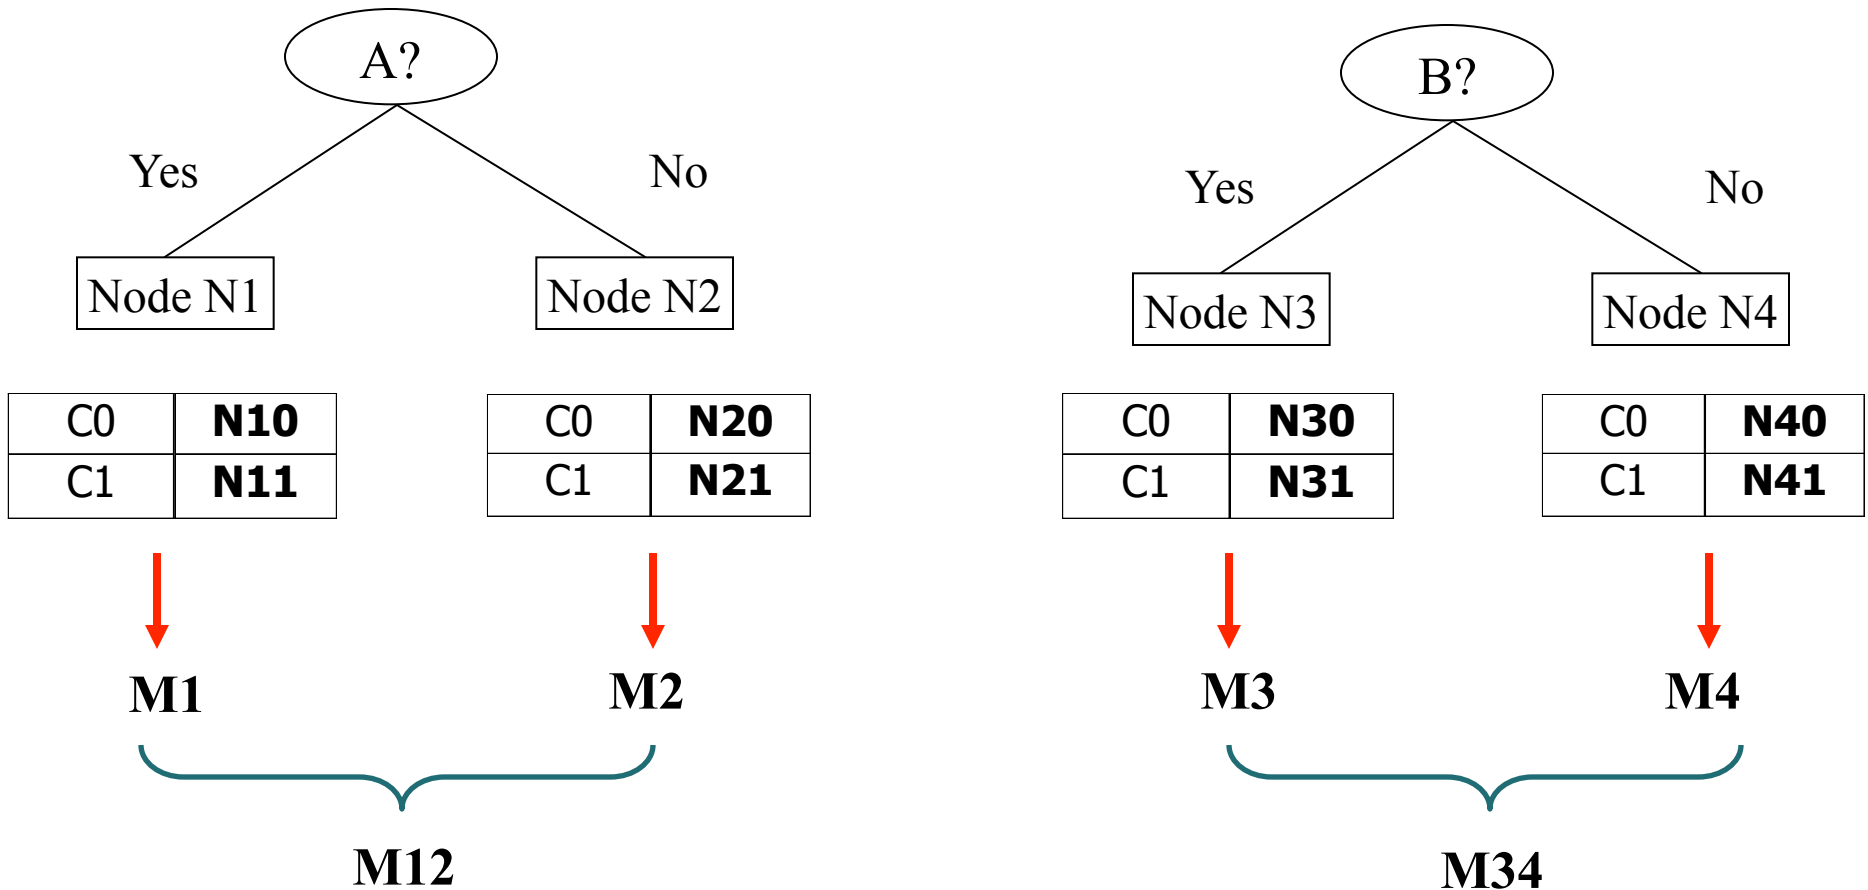 A?
Yes
No
Node N1
Node N2
C0 N10
C1 N11
C0 N20
C1 N21
M1
M2
M12
B?
Yes
No
Node N3
Node N4
C0 N30
C1 N31
C0 N40
C1 N41
M3
M4
M34